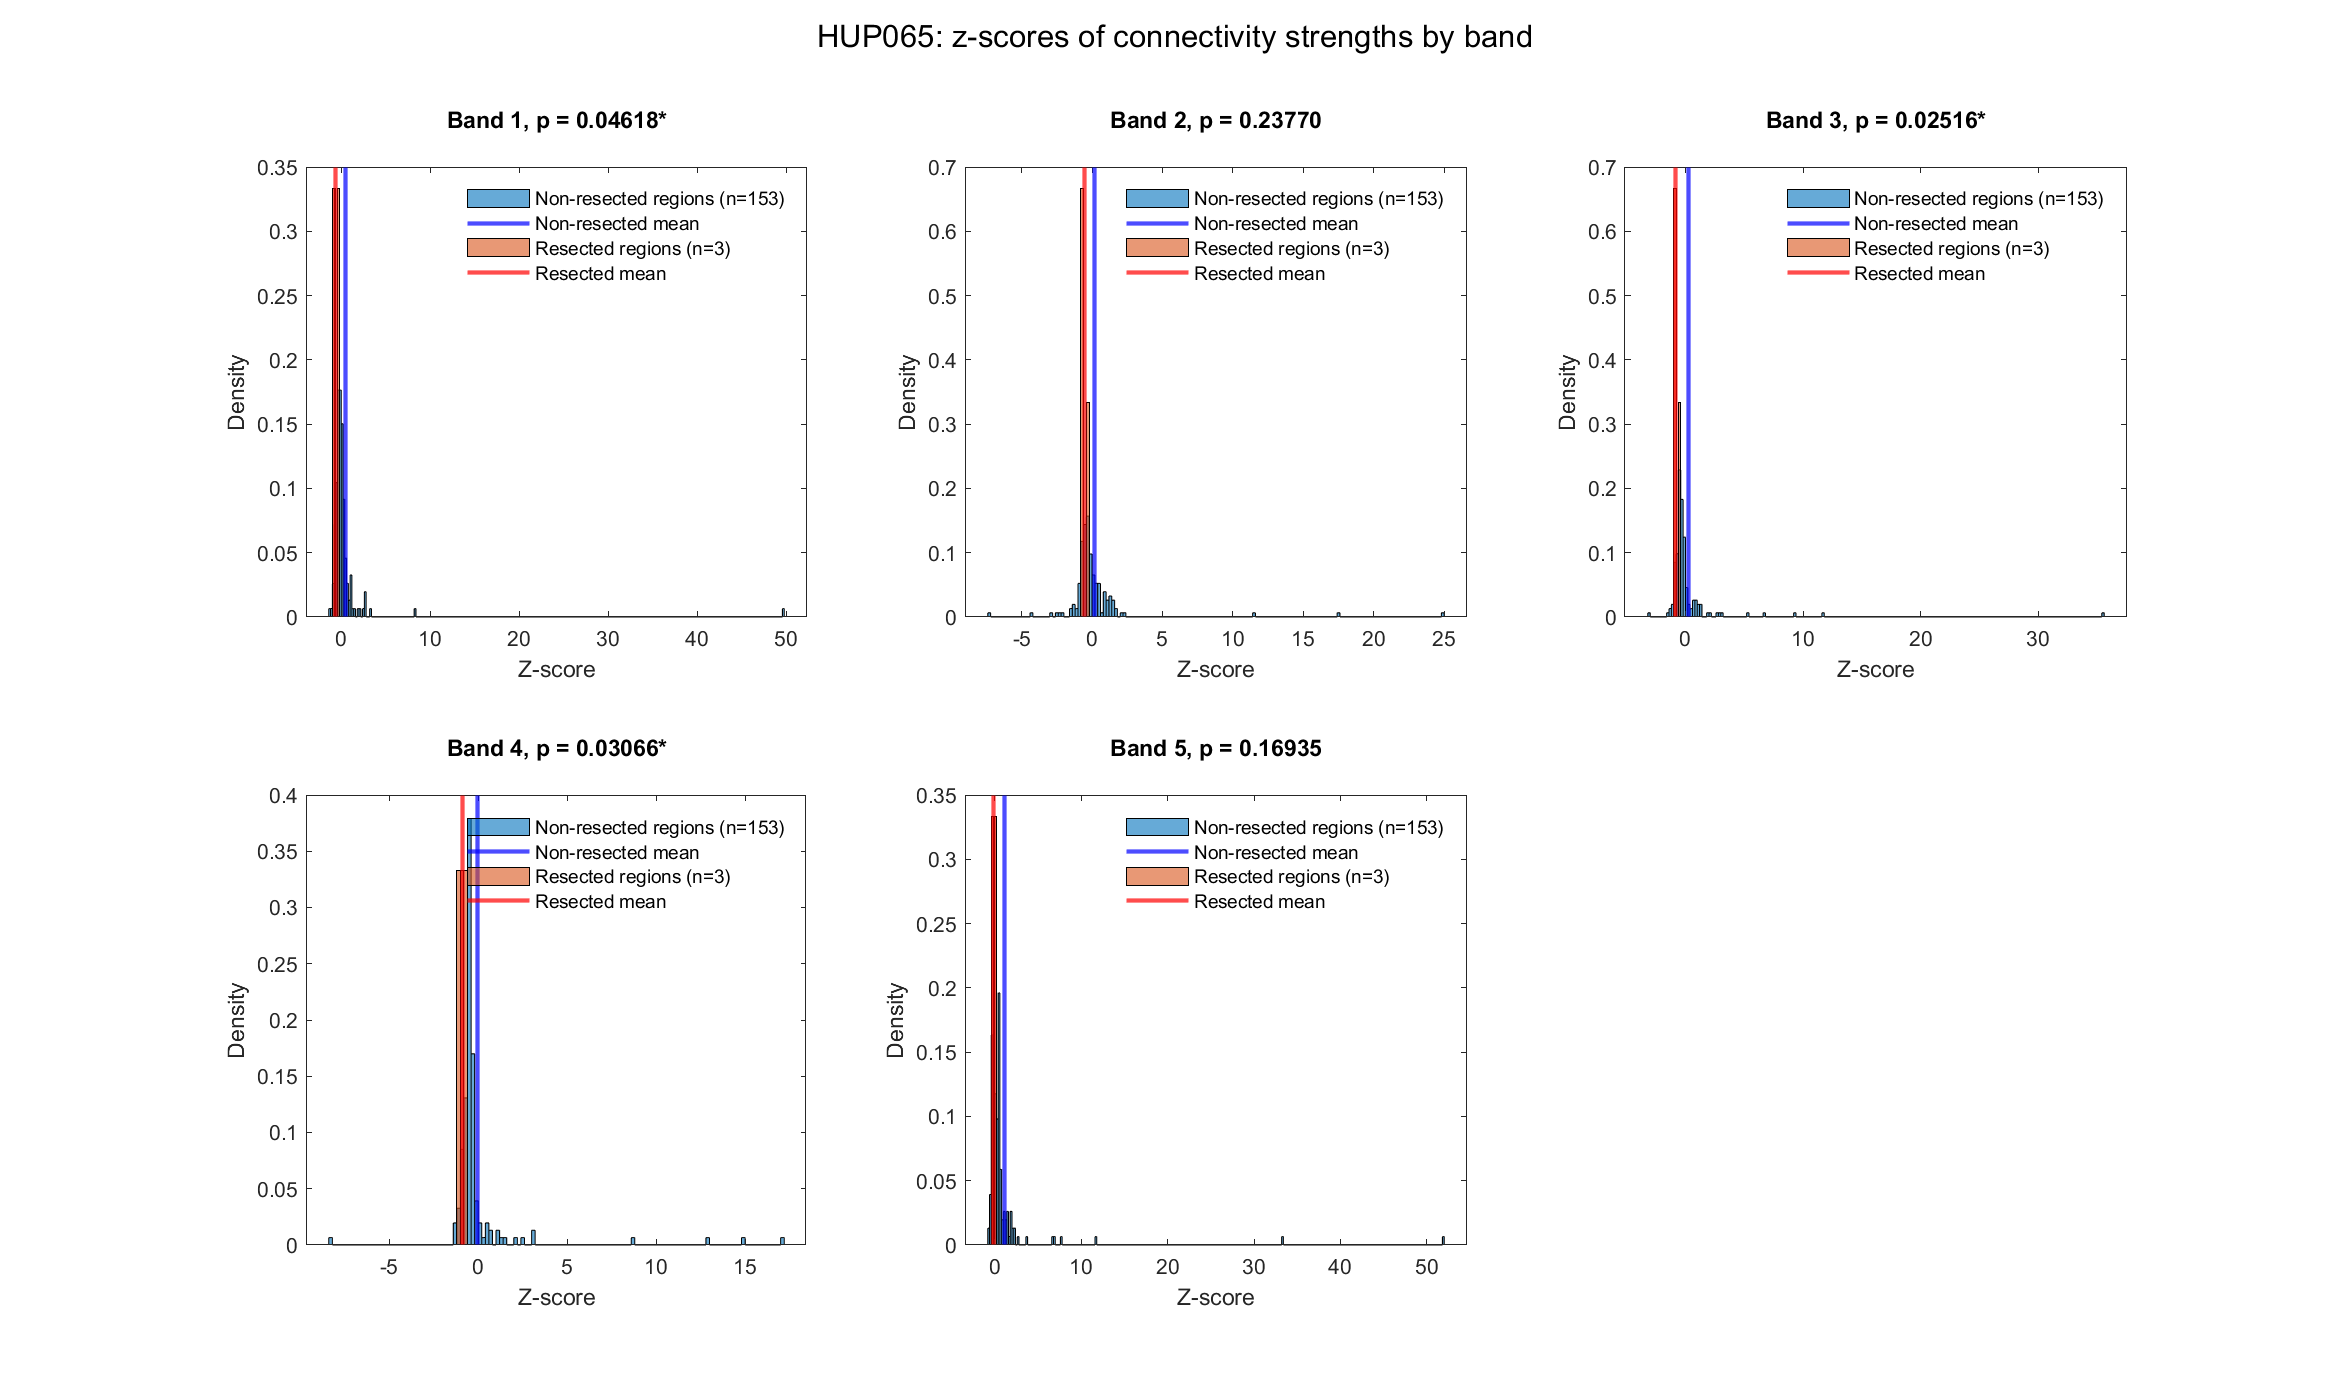 HUP065: z-scores of connectivity strengths by band
Band 1, p = 0.04618*
0.35
0.3
0.25
0.2
0.15
0.1
0.05
0
Density
Non-resected regions (n=153)
Non-resected mean
Resected regions (n=3)
Resected mean
0 10 20 30 40 50
Z-score
Band 2, p = 0.23770
0.7
0.6
0.5
0.4
0.3
0.2
0.1
0
Density
Non-resected regions (n=153)
Non-resected mean
Resected regions (n=3)
Resected mean
-5 0 5 10 15 20 25
Z-score
Band 3, p = 0.02516*
0.7
0.6
0.5
0.4
0.3
0.2
0.1
0
Density
Non-resected regions (n=153)
Non-resected mean
Resected regions (n=3)
Resected mean
0 10 20 30
Z-score
Band 4, p = 0.03066*
0.4
0.35
0.3
0.25
0.2
0.15
0.1
0.05
0
Density
Non-resected regions (n=153)
Non-resected mean
Resected regions (n=3)
Resected mean
-5 0 5 10 15
Z-score
Band 5, p = 0.16935
0.35
0.3
0.25
0.2
0.15
0.1
0.05
0
Density
Non-resected regions (n=153)
Non-resected mean
Resected regions (n=3)
Resected mean
0 10 20 30 40 50
Z-score